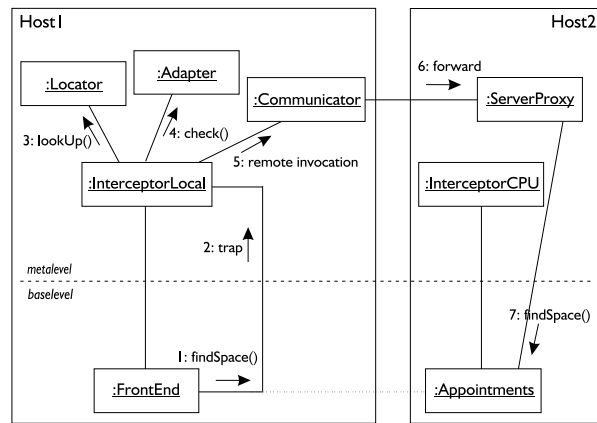 Host1
Host2
:Locator
:Adapter
:Communicator
:ServerProxy
6: forward
3: lookUp()
4: check()
5: remote invocation
:InterceptorLocal
:InterceptorCPU
2: trap
metalevel
baselevel
7: findSpace()
1: findSpace()
:FrontEnd
:Appointments